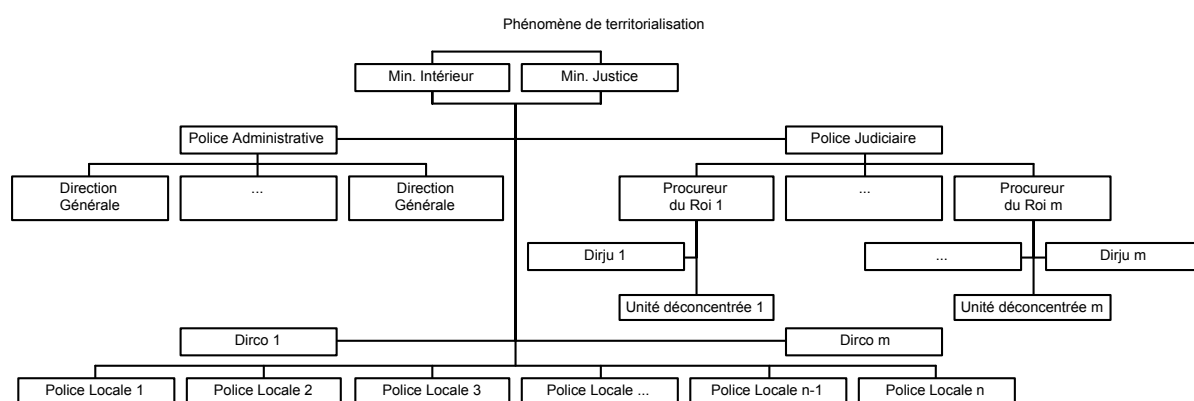 Phénomène de territorialisation
Min. Intérieur
Min. Justice
Police Administrative
Police Judiciaire
Direction
Générale
...
Direction
Générale
Procureur
du Roi 1
...
Procureur
du Roi m
Dirju 1
...
Dirju m
Unité déconcentrée 1
Unité déconcentrée m
Dirco 1
Dirco m
Police Locale 1
Police Locale 2
Police Locale 3
Police Locale ...
Police Locale n-1
Police Locale n